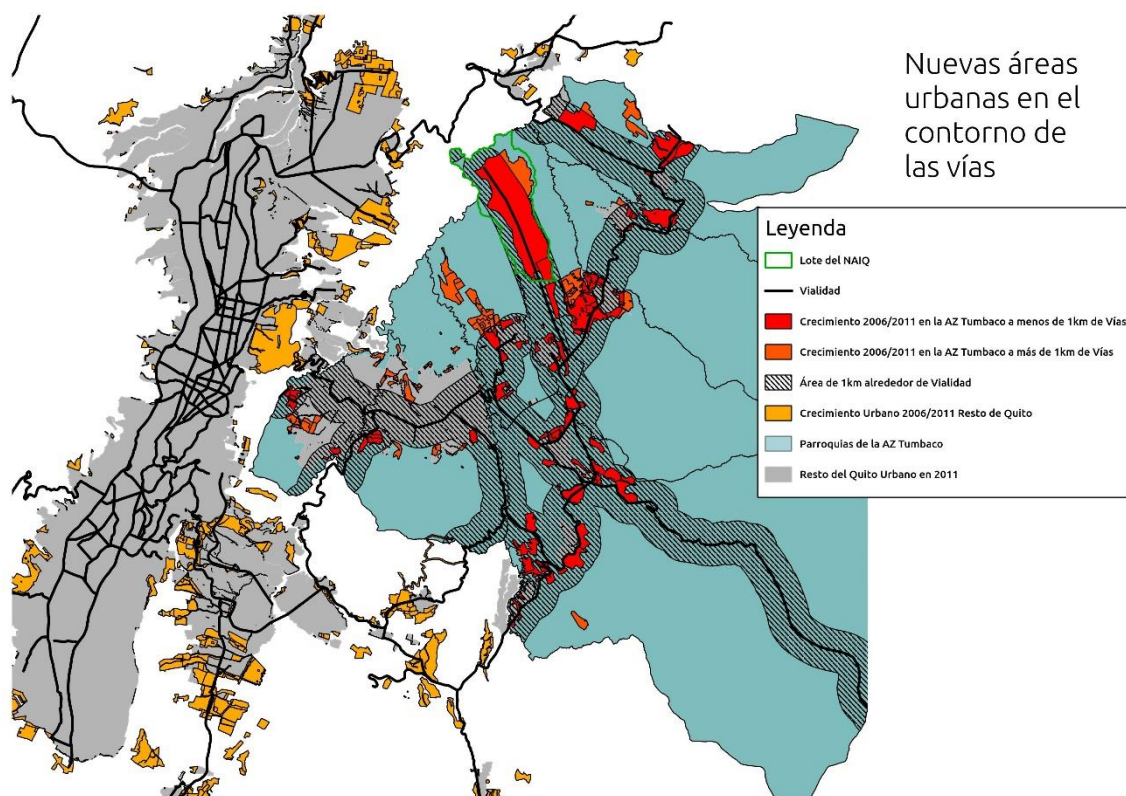 Nuevas áreas
urbanas en el
contorno de
las vías
Leyenda
Lote del NAIQ
Vialidad
Crecimiento 2006/2011 en la AZ Tumbaco a menos de 1km de Vías
Crecimiento 2006/2011 en la AZ Tumbaco a más de 1km de Vías
Área de 1km alrededor de Vialidad
Crecimiento Urbano 2006/2011 Resto de Quito
Parroquias de la AZ Tumbaco
Resto del Quito Urbano en 2011